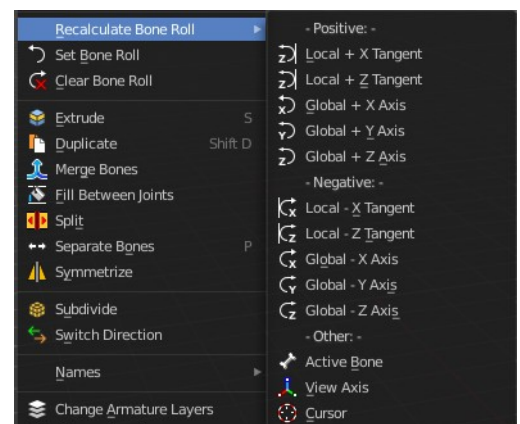 Recalculate Bone Roll
Set Bone Roll
Clear Bone Roll
Extrude S
Duplicate Shift D
Merge Bones
Fill Between Joints
Split
Separate Bones P
Symmetrize
Subdivide
Switch Direction
Names
Change Armature Layers
- Positive: -
Local + X Tangent
Local + Z Tangent
Global + X Axis
Global + Y Axis
Global + Z Axis
- Negative: -
Local - X Tangent
Local - Z Tangent
Global - X Axis
Global - Y Axis
Global - Z Axis
- Other: -
Active Bone
View Axis
Cursor